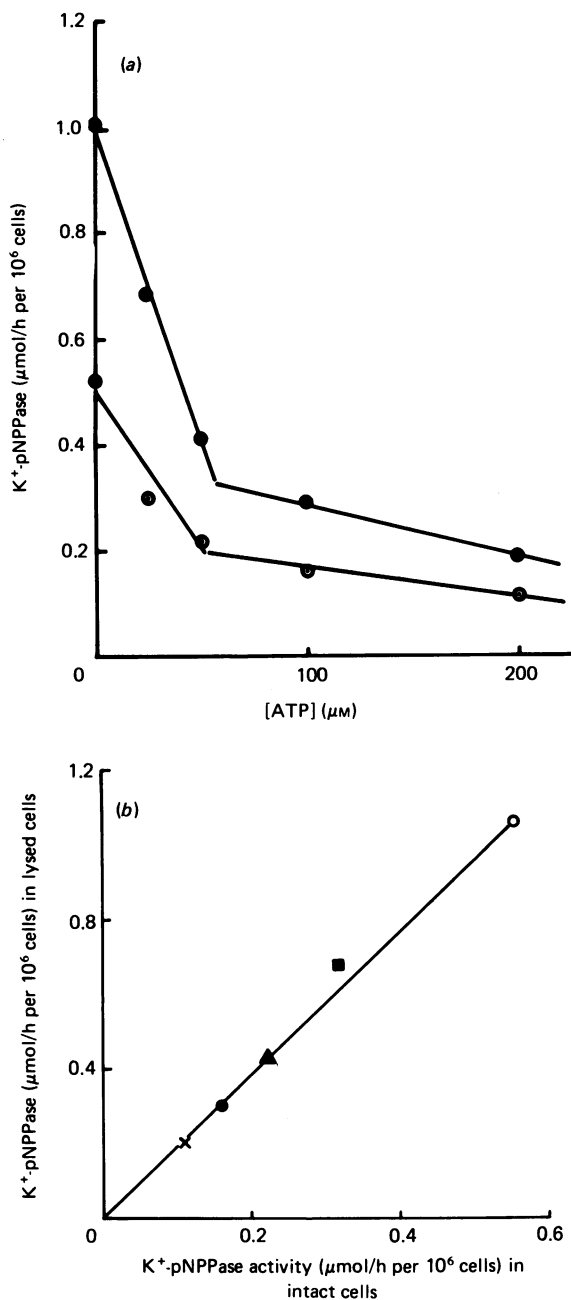 (a)
1.2
1.0
0.8
0.6
0.4
0.2
0
100
200
K⁺-pNPPase (μmol/h per 10⁶ cells)
[ATP] (μM)
(b)
1.2
0.8
0.4
0
0.2
0.4
0.6
K⁺-pNPPase (μmol/h per 10⁶ cells) in lysed cells
K⁺-pNPPase activity (μmol/h per 10⁶ cells) in
intact cells